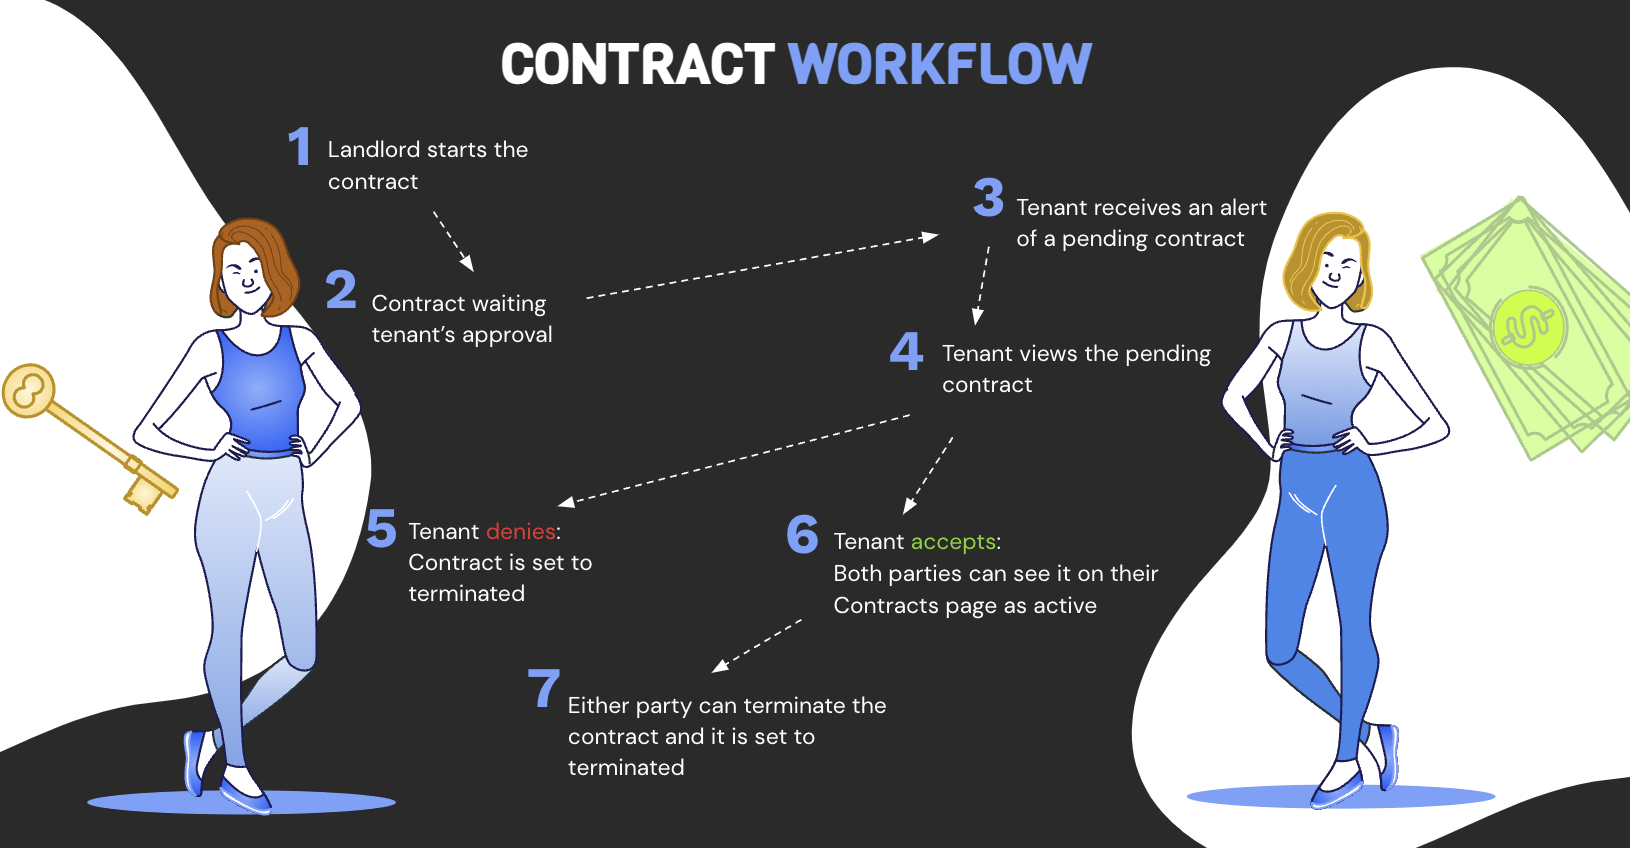 CONTRACT WORKFLOW
1
Landlord starts the
contract
2
Contract waiting
tenant’s approval
3
Tenant receives an alert
of a pending contract
4
Tenant views the pending
contract
5
Tenant denies:
Contract is set to
terminated
6
Tenant accepts:
Both parties can see it on their
Contracts page as active
7
Either party can terminate the
contract and it is set to
terminated